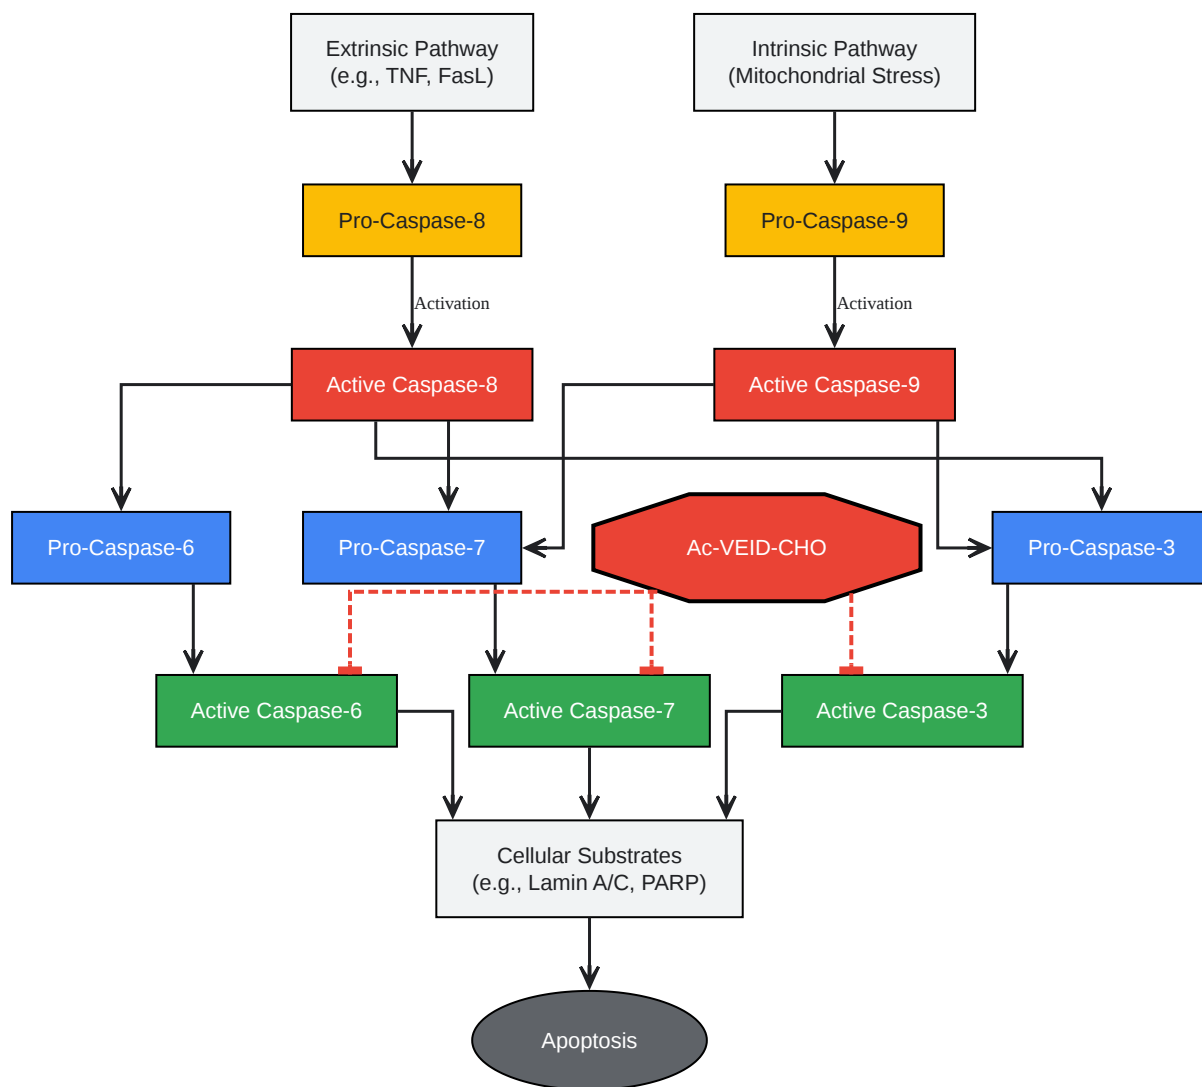 Extrinsic Pathway
(e.g., TNF, FasL)
Intrinsic Pathway
(Mitochondrial Stress)
Pro-Caspase-8
Pro-Caspase-9
Activation
Activation
Active Caspase-8
Active Caspase-9
Pro-Caspase-6
Pro-Caspase-7
Ac-VEID-CHO
Pro-Caspase-3
Active Caspase-6
Active Caspase-7
Active Caspase-3
Cellular Substrates
(e.g., Lamin A/C, PARP)
Apoptosis